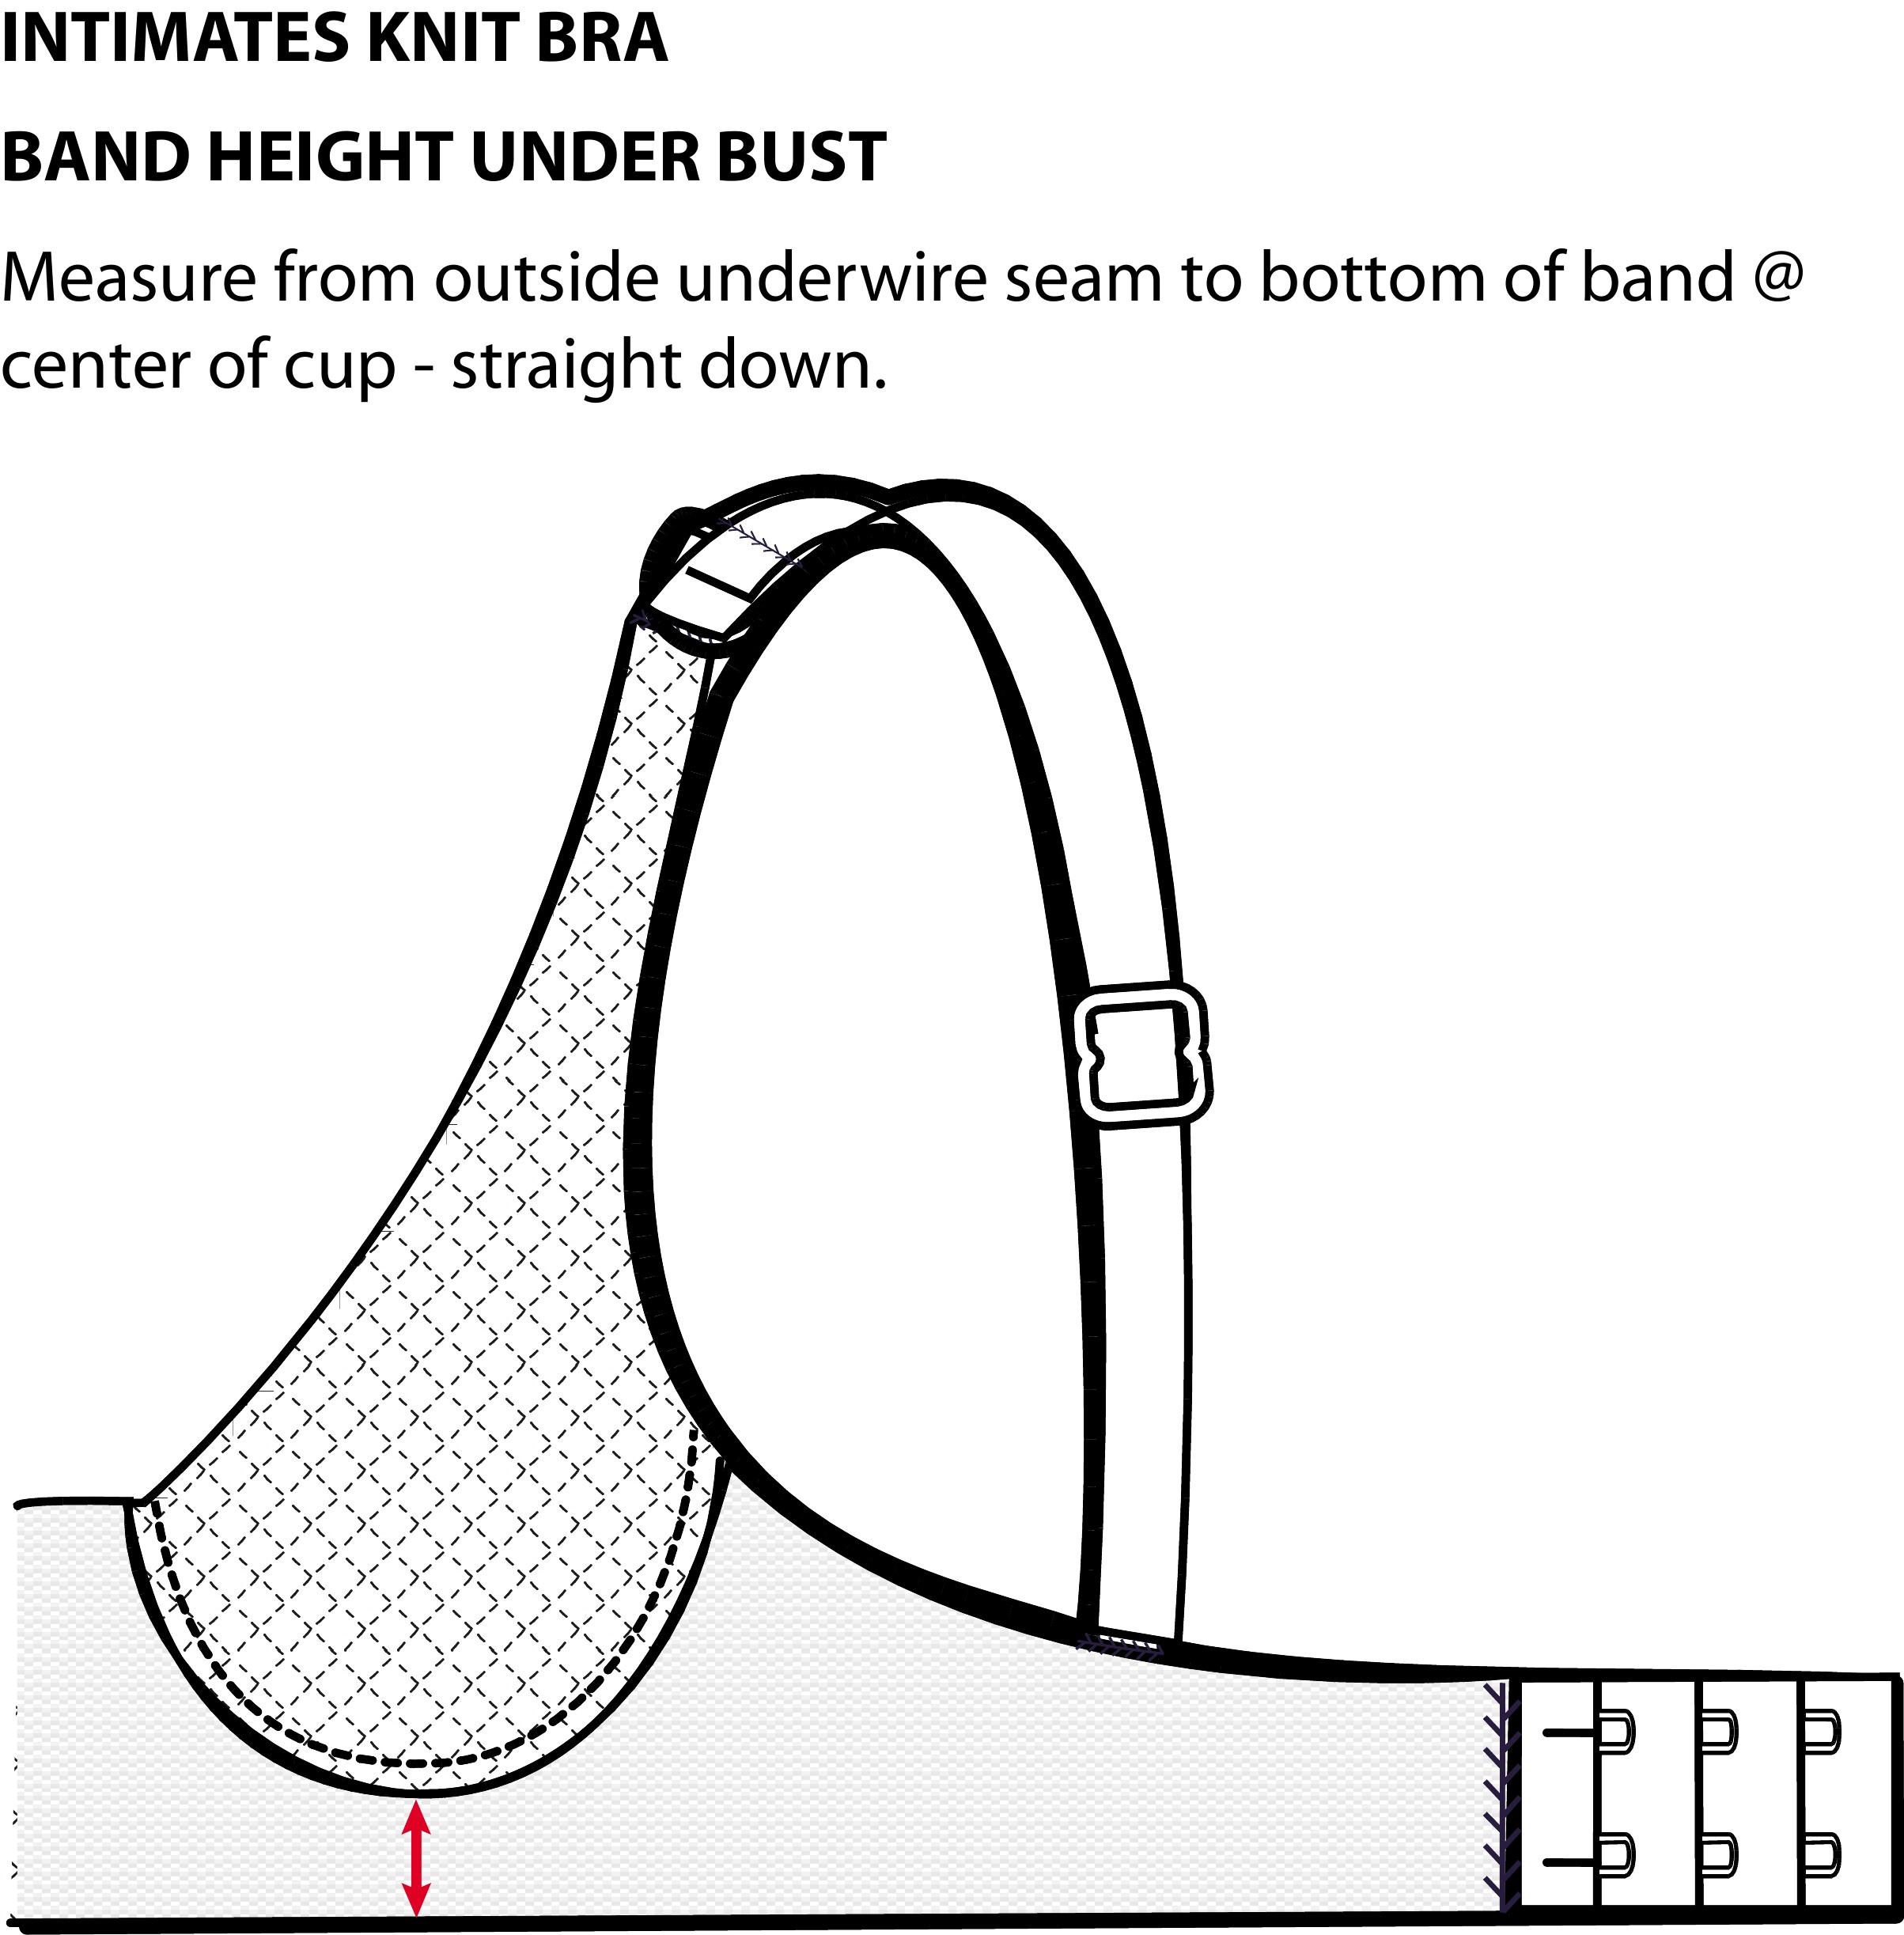 INTIMATES KNIT BRA
BAND HEIGHT UNDER BUST
Measure from outside underwire seam to bottom of band @
center of cup - straight down.